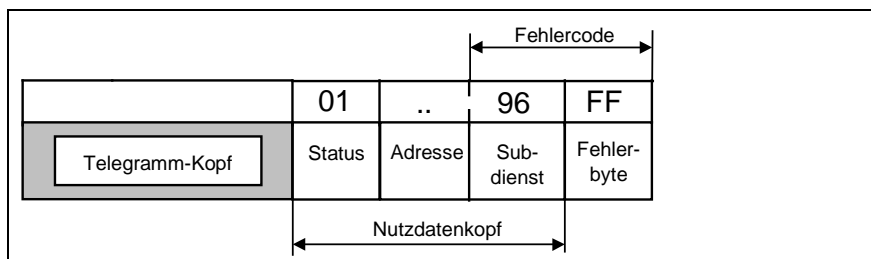 Fehlercode
01 .. 96 FF
Telegramm-Kopf Status Adresse Sub-
dienst Fehler-
byte
Nutzdatenkopf